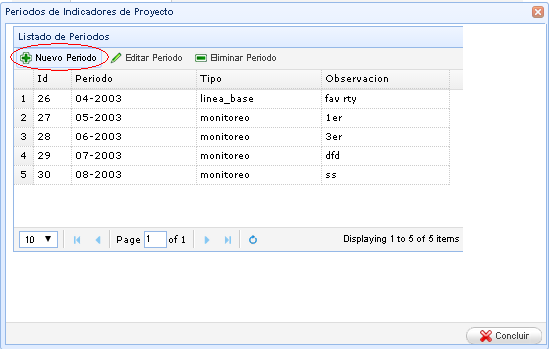 Periodos de Indicadores de Proyecto
Listado de Periodos
Nuevo Periodo Editar Periodo Eliminar Periodo
Id Periodo Tipo Observacion
1 26 04-2003 linea_base fav rty
2 27 05-2003 monitoreo 1er
3 28 06-2003 monitoreo 3er
4 29 07-2003 monitoreo dfd
5 30 08-2003 monitoreo ss
10 Page 1 of 1 Displaying 1 to 5 of 5 items
Concluir